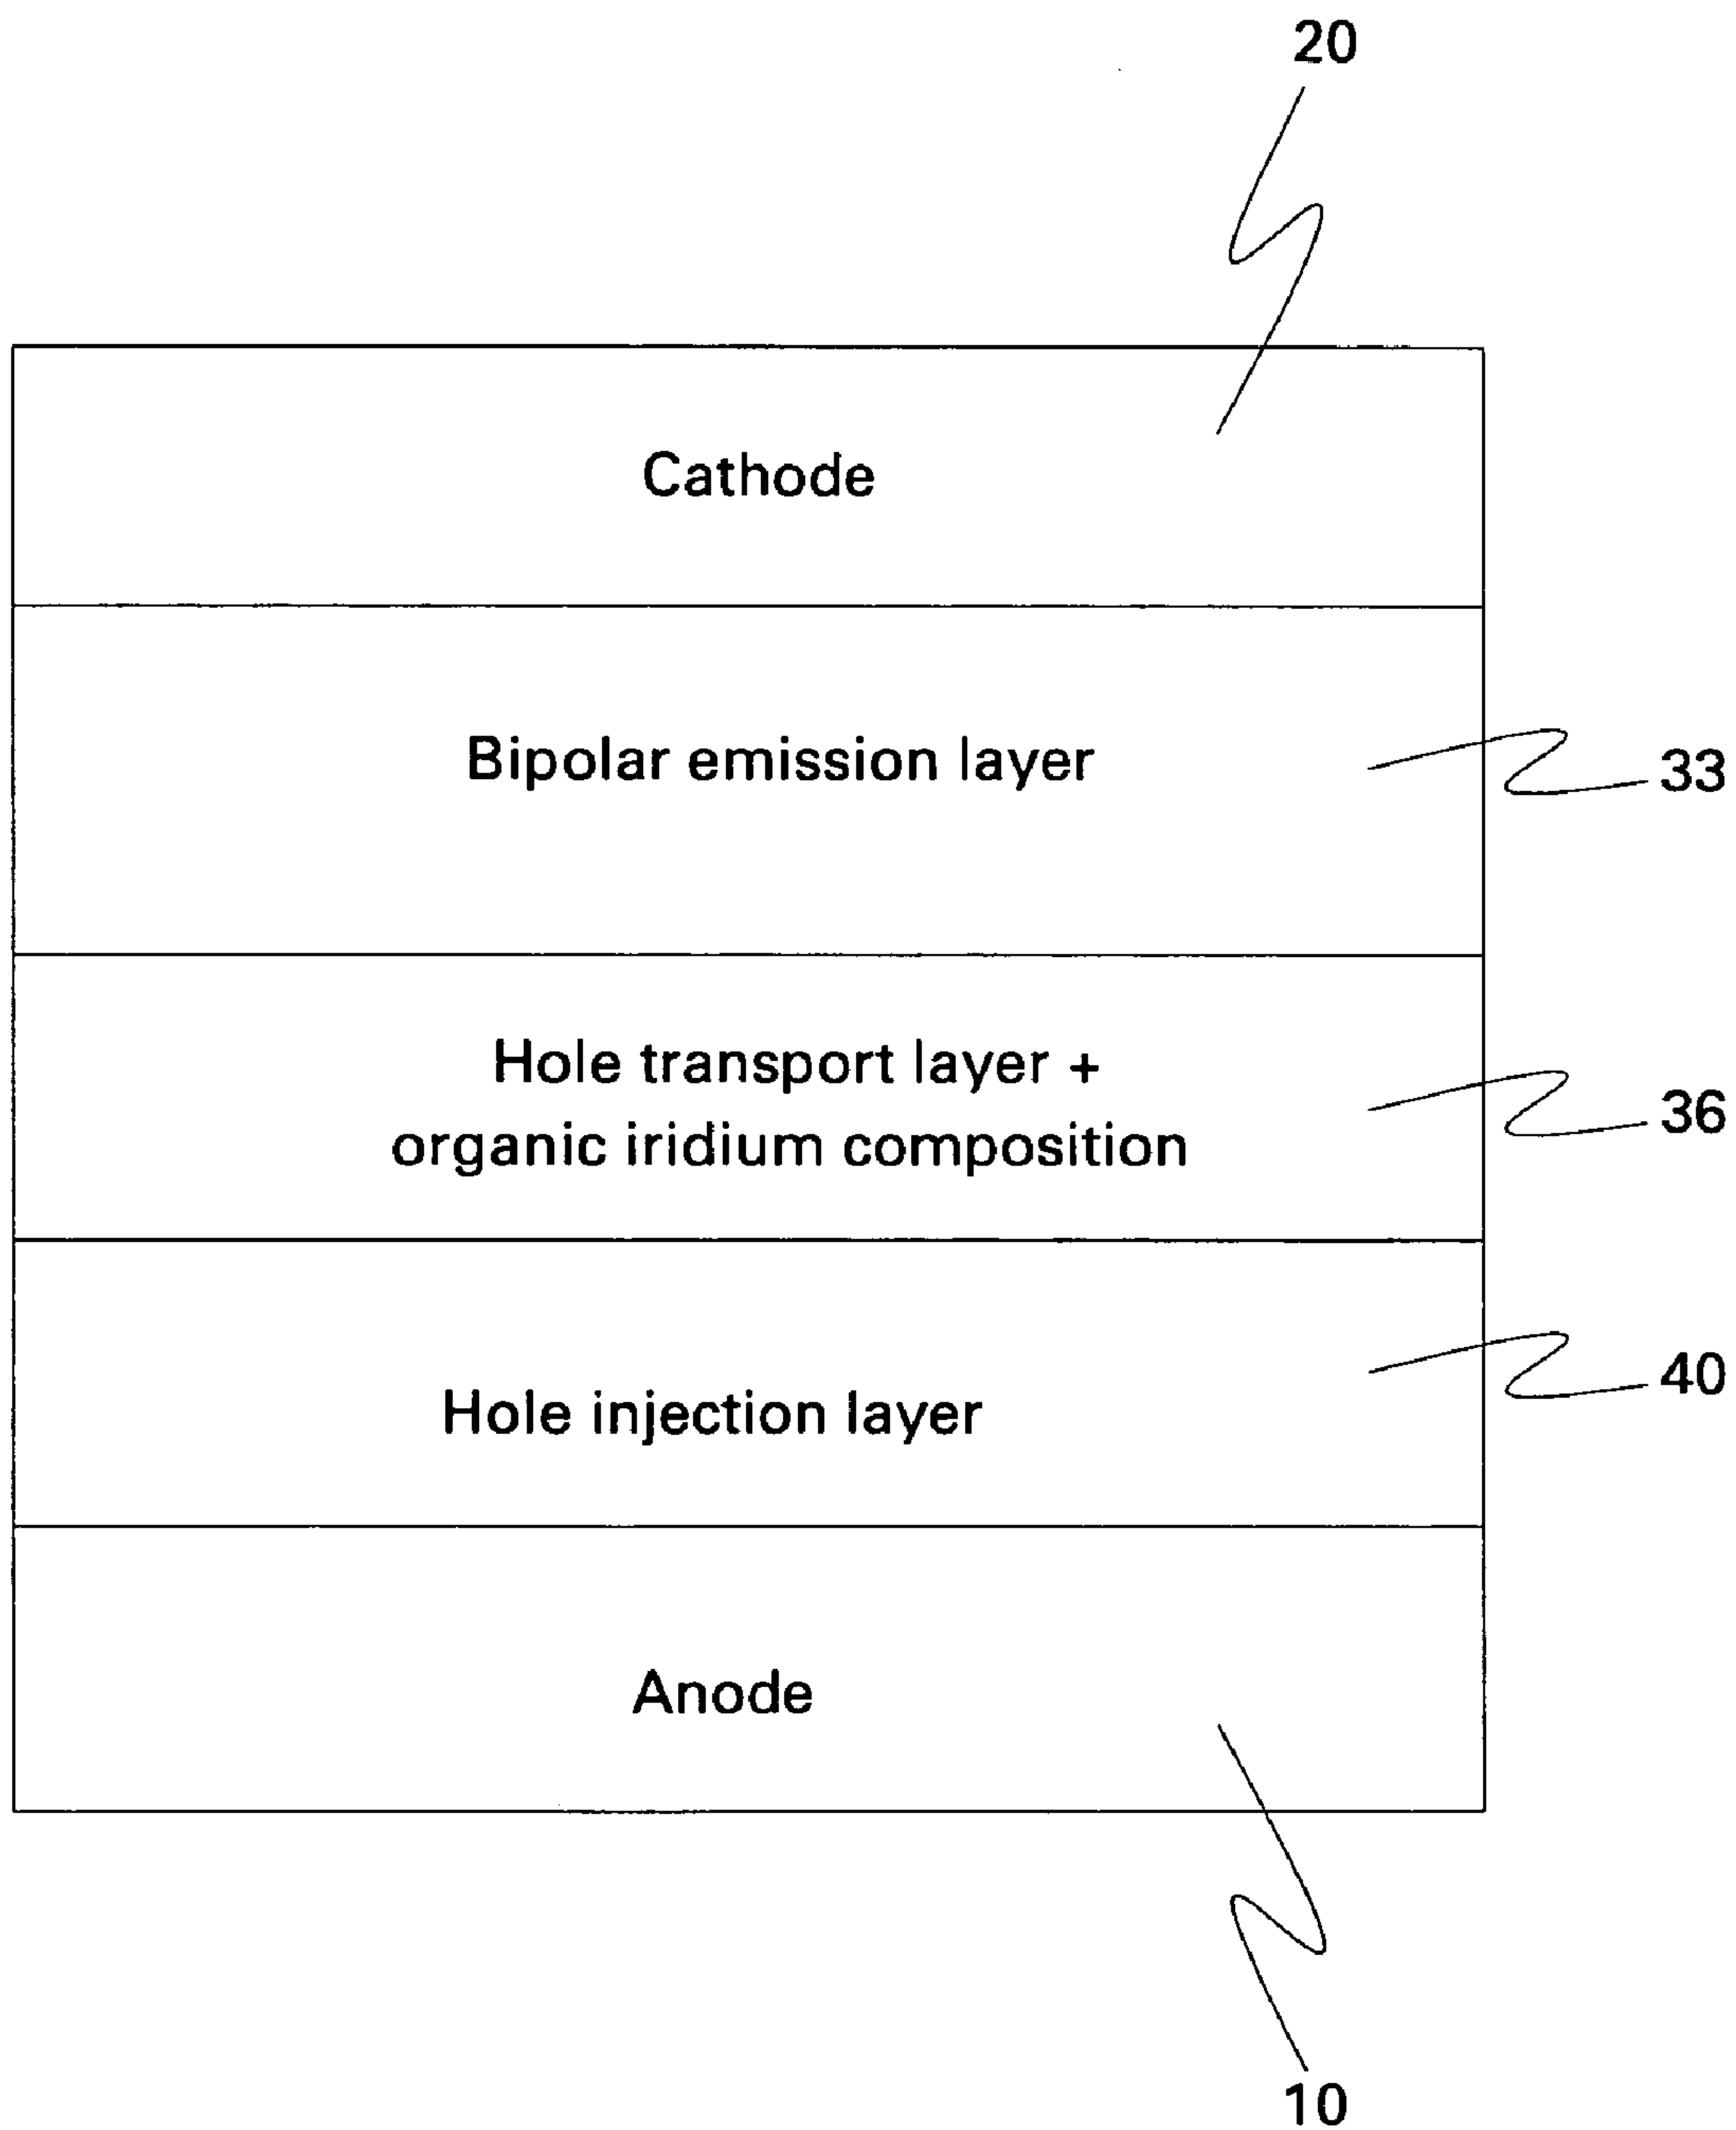 20
Cathode
Bipolar emission layer
33
Hole transport layer +
organic iridium composition
36
Hole injection layer
40
Anode
10